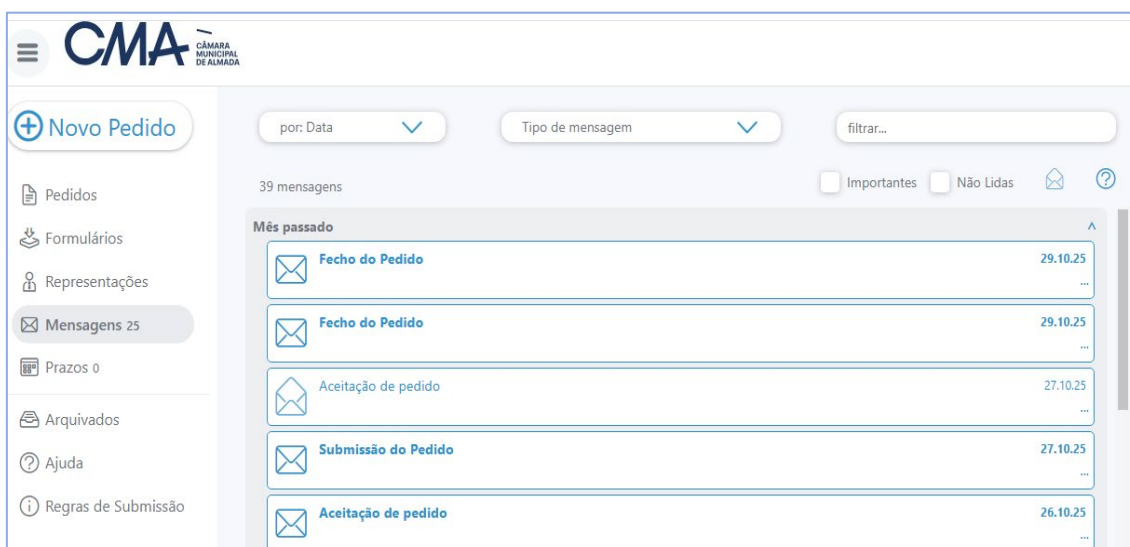 CMA CÂMARA
MUNICIPAL
DE ALMADA
Novo Pedido
Pedidos
Formulários
Representações
Mensagens 25
Prazos 0
Arquivados
Ajuda
Regras de Submissão
por: Data
Tipo de mensagem
filtrar...
39 mensagens
Importantes
Não Lidas
Mês passado
Fecho do Pedido 29.10.25
...
Fecho do Pedido 29.10.25
...
Aceitação de pedido 27.10.25
...
Submissão do Pedido 27.10.25
...
Aceitação de pedido 26.10.25
...